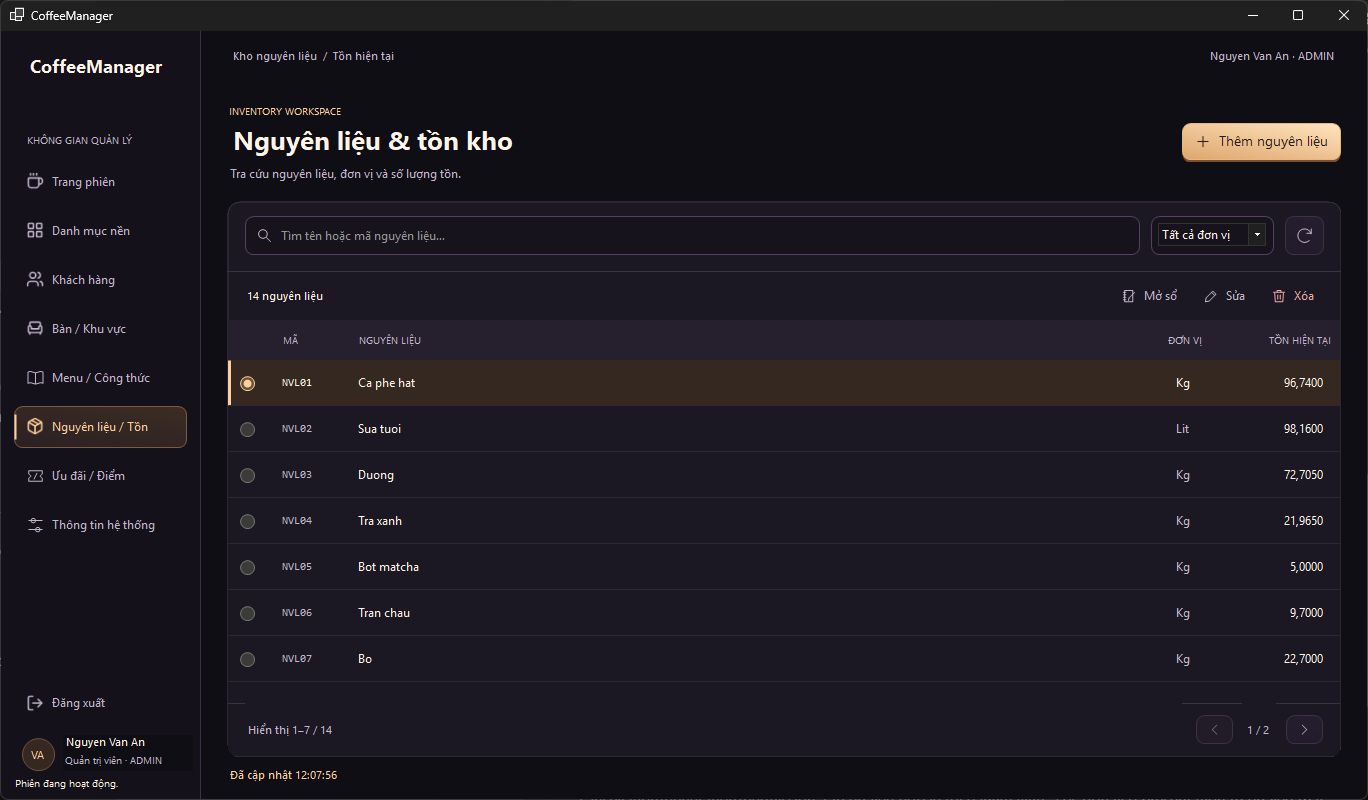 CoffeeManager
CoffeeManager
Kho nguyên liệu / Tồn hiện tại
Nguyen Van An · ADMIN
KHÔNG GIAN QUẢN LÝ
Trang phiên
Danh mục nền
Khách hàng
Bàn / Khu vực
Menu / Công thức
Nguyên liệu / Tồn
Ưu đãi / Điểm
Thông tin hệ thống
Đăng xuất
VA
Nguyen Van An
Quản trị viên · ADMIN
Phiên đang hoạt động.
INVENTORY WORKSPACE
Nguyên liệu & tồn kho
Tra cứu nguyên liệu, đơn vị và số lượng tồn.
+ Thêm nguyên liệu
Tìm tên hoặc mã nguyên liệu...
Tất cả đơn vị
14 nguyên liệu
Mở sổ
Sửa
Xóa
MÃ NGUYÊN LIỆU ĐƠN VỊ TỒN HIỆN TẠI
NVL01 Ca phe hat Kg 96,7400
NVL02 Sua tuoi Lit 98,1600
NVL03 Duong Kg 72,7050
NVL04 Tra xanh Kg 21,9650
NVL05 Bot matcha Kg 5,0000
NVL06 Tran chau Kg 9,7000
NVL07 Bo Kg 22,7000
Hiển thị 1–7 / 14
1 / 2
Đã cập nhật 12:07:56